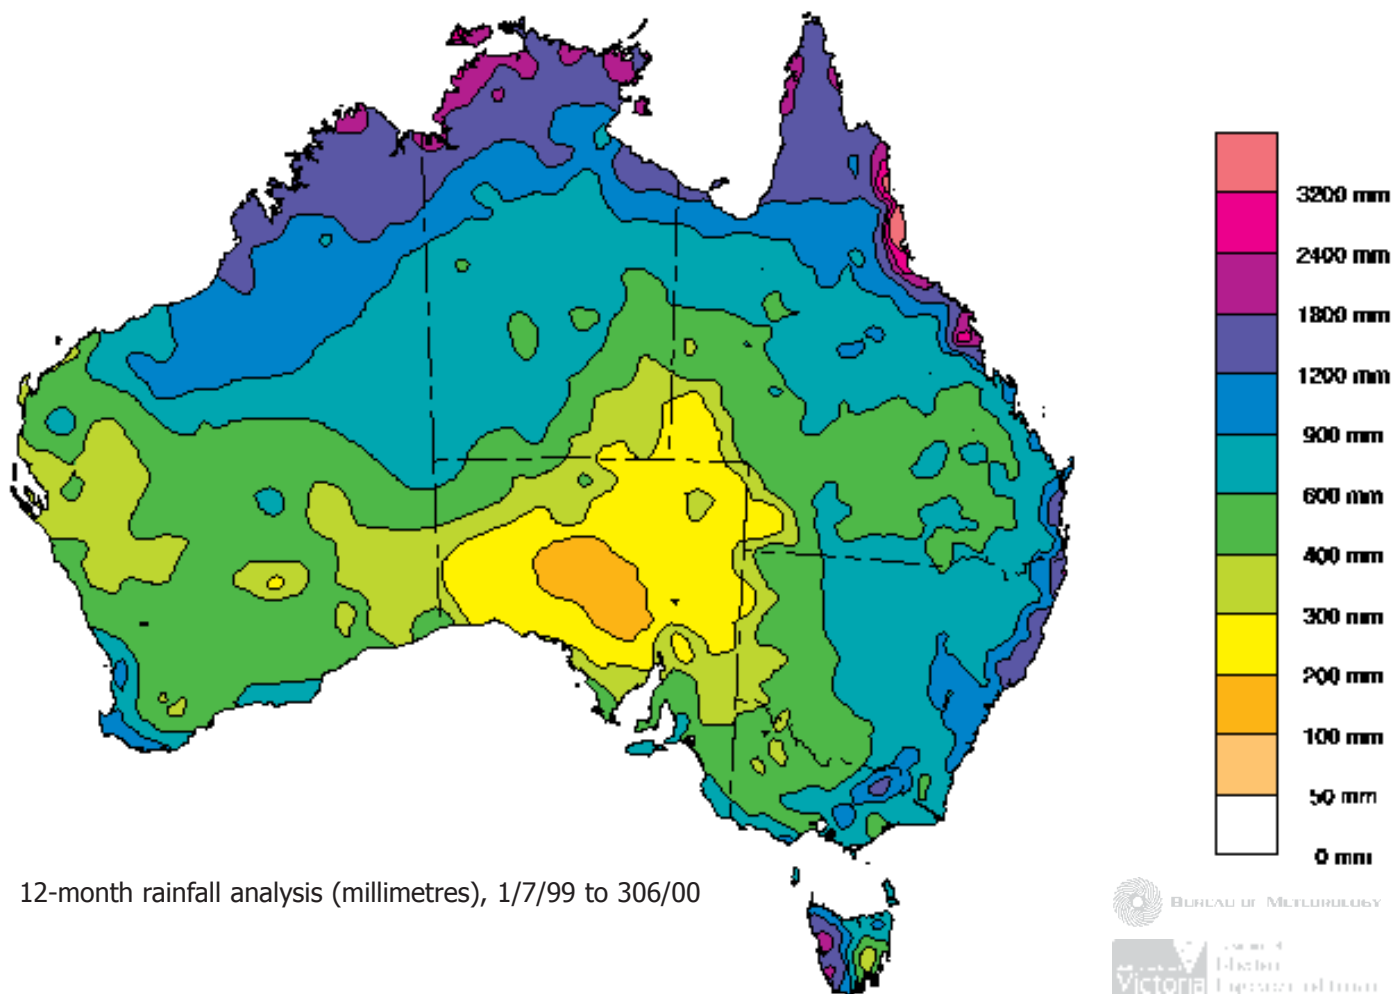 3200 mm
2400 mm
1800 mm
1200 mm
900 mm
600 mm
400 mm
300 mm
200 mm
100 mm
50 mm
0 mm
12-month rainfall analysis (millimetres), 1/7/99 to 306/00
BUREAU OF METEOROLOGY
Victoria